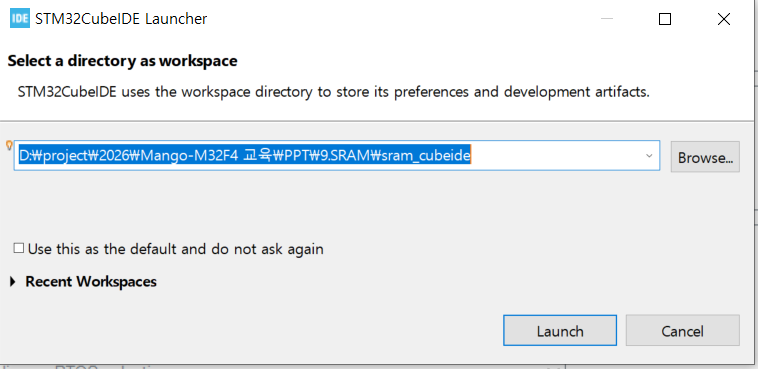 IDE STM32CubeIDE Launcher
Select a directory as workspace
STM32CubeIDE uses the workspace directory to store its preferences and development artifacts.
D:₩project₩2026₩Mango-M32F4 교육₩PPT₩9.SRAM₩sram_cubeide
Browse...
Use this as the default and do not ask again
Recent Workspaces
Launch
Cancel